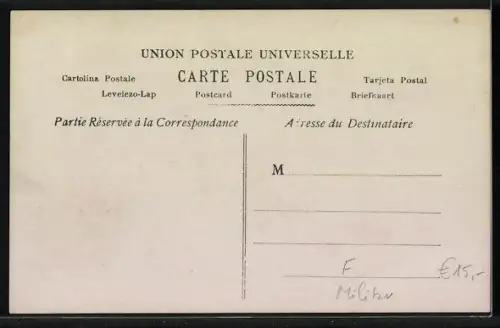 UNION POSTALE UNIVERSELLE
Cartolina Postale CARTE POSTALE Tarjeta Postal
Levelezo-Lap Postcard Postkarte Briefkaart
Partie Réservée à la Correspondance
A resse du Destinataire
M
F €15,-
Militär